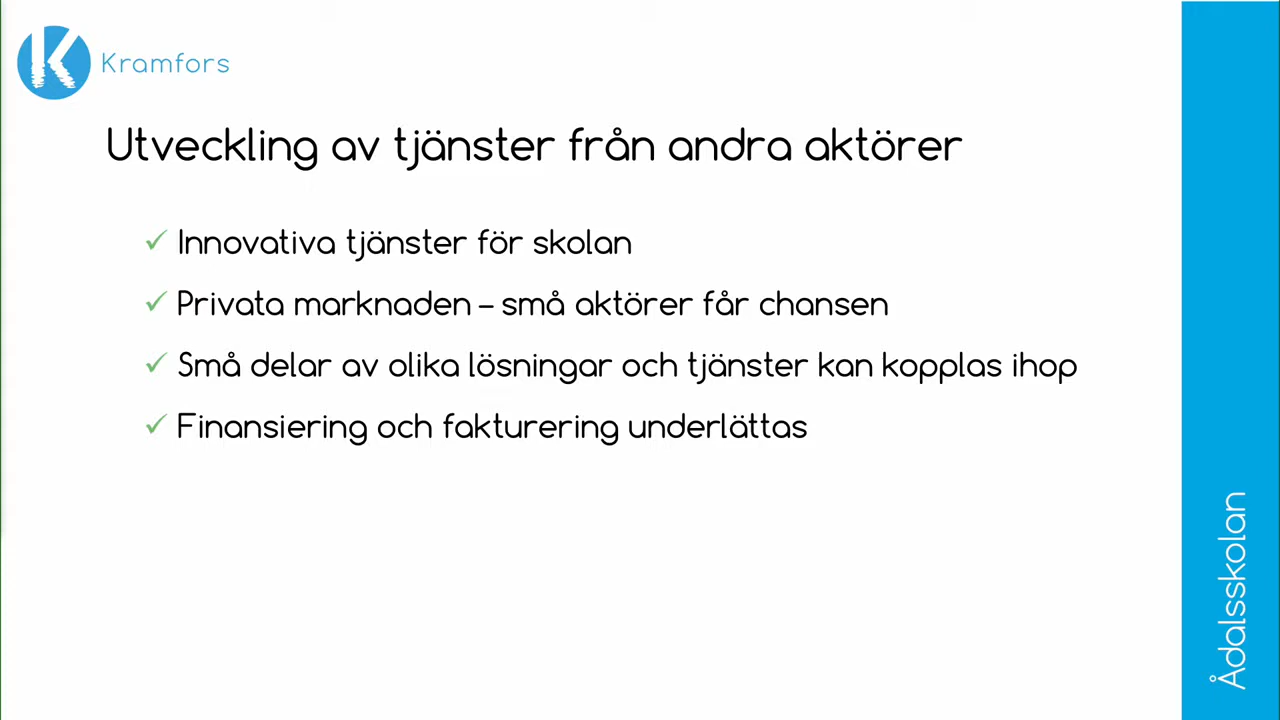 Kramfors
Utveckling av tjänster från andra aktörer
✓ Innovativa tjänster för skolan
✓ Privata marknaden – små aktörer får chansen
✓ Små delar av olika lösningar och tjänster kan kopplas ihop
✓ Finansiering och fakturering underlättas
Ådalsskolan